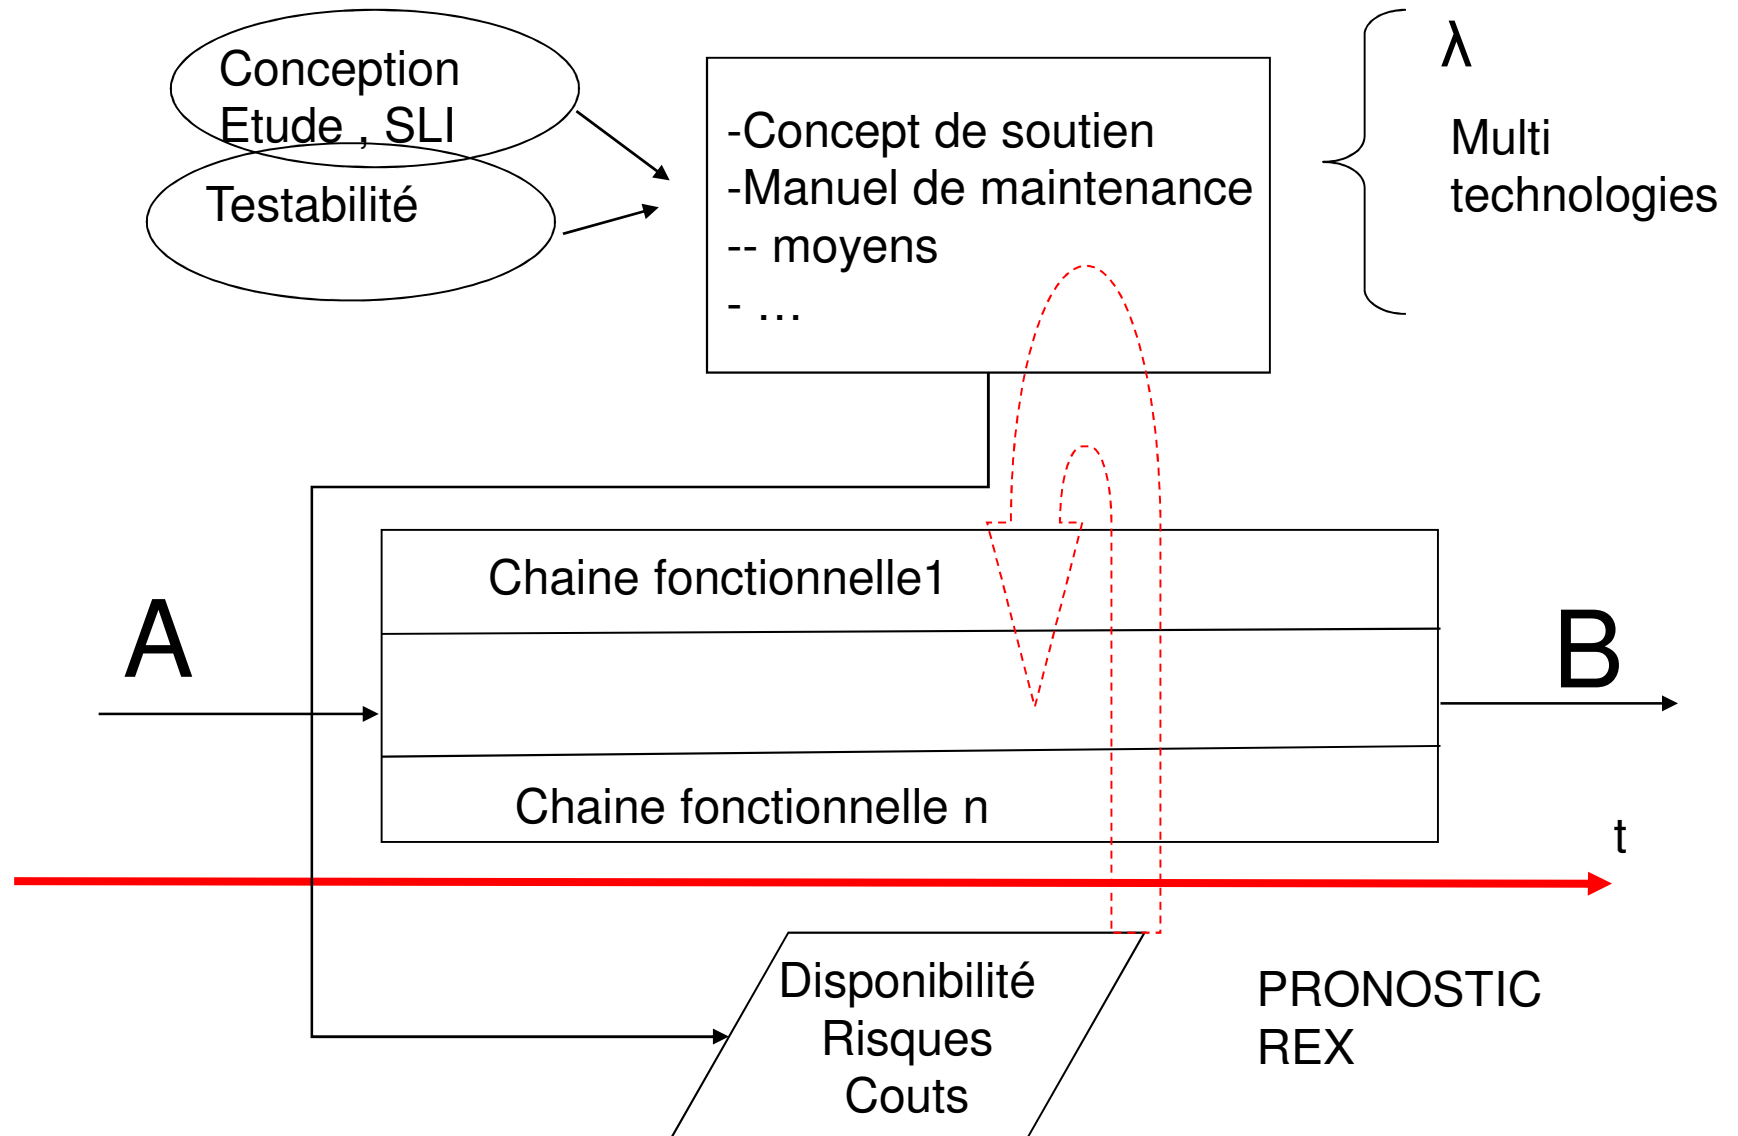 Conception
Etude , SLI
Testabilité
-Concept de soutien
-Manuel de maintenance
-- moyens
- …
λ
Multi
technologies
Chaine fonctionnelle1
A
B
Chaine fonctionnelle n
t
Disponibilité
Risques
Couts
PRONOSTIC
REX